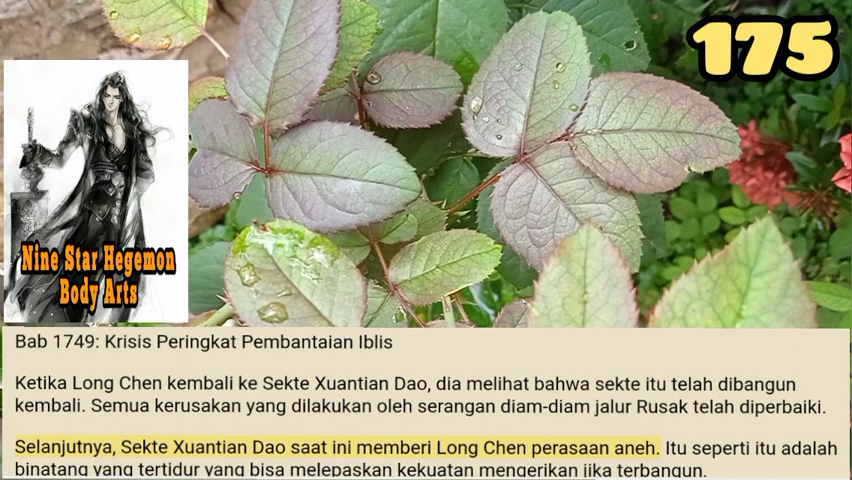 175
Nine Star Hegemon
Body Arts
Bab 1749: Krisis Peringkat Pembantaian Iblis
Ketika Long Chen kembali ke Sekte Xuantian Dao, dia melihat bahwa sekte itu telah dibangun
kembali. Semua kerusakan yang dilakukan oleh serangan diam-diam jalur Rusak telah diperbaiki.
Selanjutnya, Sekte Xuantian Dao saat ini memberi Long Chen perasaan aneh. Itu seperti itu adalah
binatang yang tertidur yang bisa melepaskan kekuatan mengerikan jika terbangun.